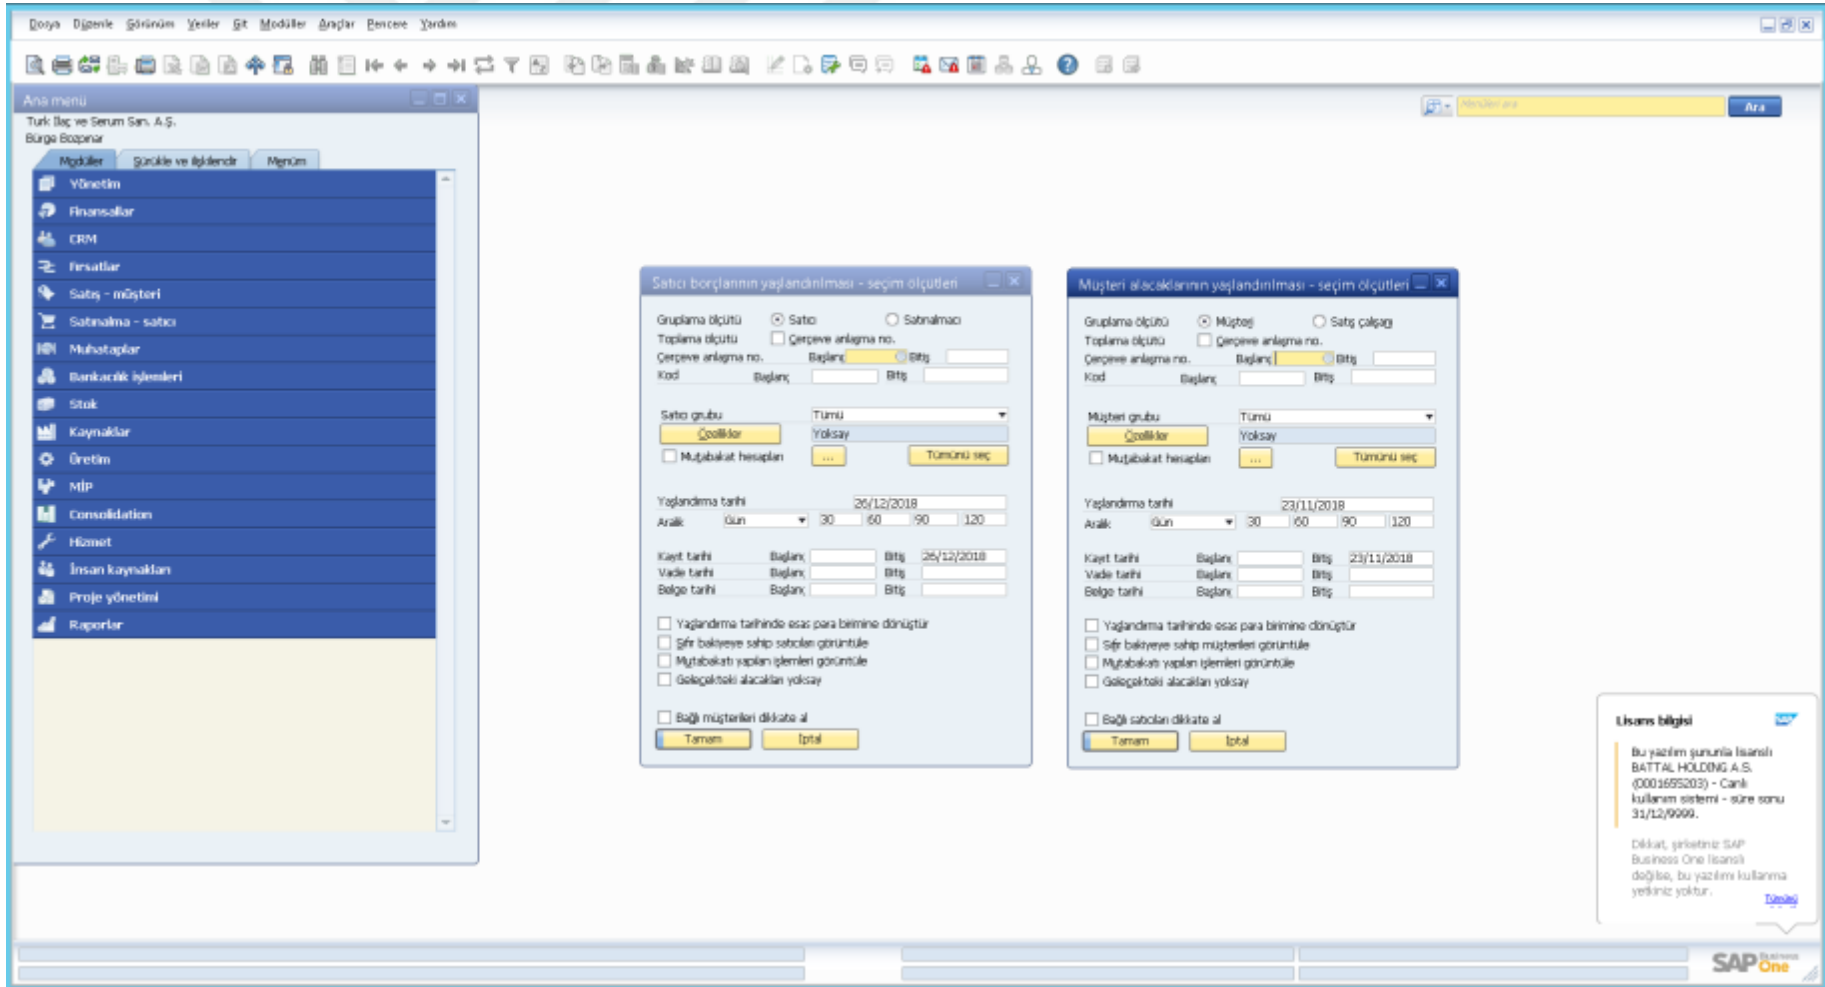 Dosya Düzenle Görünüm Veriler Git Modüller Araçlar Pencere Yardım
Ana menü
Turk İlaç ve Serum San. A.Ş.
Bürge Bozpınar
Modüller Sürükle ve ilişkilendir Menüm
Yönetim
Finansallar
CRM
Fırsatlar
Satış - müşteri
Satınalma - satıcı
Muhataplar
Bankacılık işlemleri
Stok
Kaynaklar
Üretim
MİP
Consolidation
Hizmet
İnsan kaynakları
Proje yönetimi
Raporlar
Menüleri ara
Ara
Satıcı borçlarının yaşlandırılması - seçim ölçütleri
Gruplama ölçütü Satıcı Satınalmacı
Toplama ölçütü Çerçeve anlaşma no.
Çerçeve anlaşma no. Başlanç Bitiş
Kod Başlanç Bitiş
Satıcı grubu Tümü
Özellikler Yoksay
Mutabakat hesapları ... Tümünü seç
Yaşlandırma tarihi 26/12/2018
Aralık Gün 30 60 90 120
Kayıt tarihi Başlanç Bitiş 26/12/2018
Vade tarihi Başlanç Bitiş
Belge tarihi Başlanç Bitiş
Yaşlandırma tarihinde esas para birimine dönüştür
Sıfır bakiyeye sahip satıcıları görüntüle
Mutabakatı yapılan işlemleri görüntüle
Gelecekteki alacakları yoksay
Bağlı müşterileri dikkate al
Tamam İptal
Müşteri alacaklarının yaşlandırılması - seçim ölçütleri
Gruplama ölçütü Müşteri Satış çalışanı
Toplama ölçütü Çerçeve anlaşma no.
Çerçeve anlaşma no. Başlanç Bitiş
Kod Başlanç Bitiş
Müşteri grubu Tümü
Özellikler Yoksay
Mutabakat hesapları ... Tümünü seç
Yaşlandırma tarihi 23/11/2018
Aralık Gün 30 60 90 120
Kayıt tarihi Başlanç Bitiş 23/11/2018
Vade tarihi Başlanç Bitiş
Belge tarihi Başlanç Bitiş
Yaşlandırma tarihinde esas para birimine dönüştür
Sıfır bakiyeye sahip müşterileri görüntüle
Mutabakatı yapılan işlemleri görüntüle
Gelecekteki alacakları yoksay
Bağlı satıcıları dikkate al
Tamam İptal
Lisans bilgisi SAP
Bu yazılım şununla lisanslı
BATTAL HOLDING A.S.
(0001655203) - Canlı
kullanım sistemi - süre sonu
31/12/9999.
Dikkat, şirketiniz SAP
Business One lisanslı
değilse, bu yazılımı kullanma
yetkiniz yoktur.
Tümünü
SAP Business One